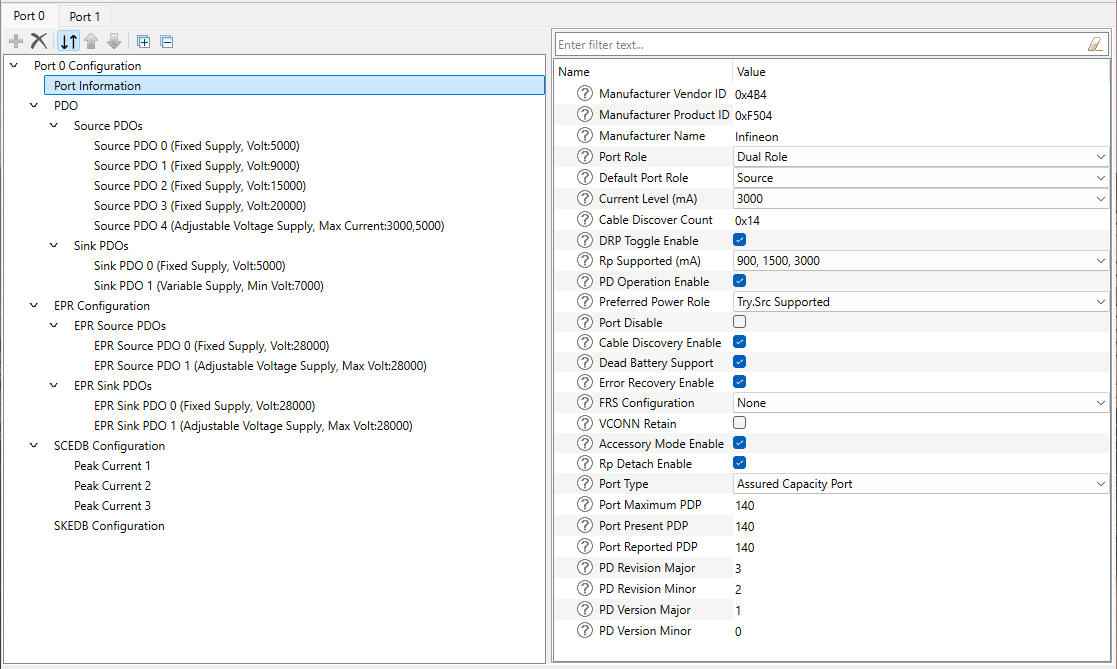 Port 0 Port 1
Port 0 Configuration
Port Information
PDO
Source PDOs
Source PDO 0 (Fixed Supply, Volt:5000)
Source PDO 1 (Fixed Supply, Volt:9000)
Source PDO 2 (Fixed Supply, Volt:15000)
Source PDO 3 (Fixed Supply, Volt:20000)
Source PDO 4 (Adjustable Voltage Supply, Max Current:3000,5000)
Sink PDOs
Sink PDO 0 (Fixed Supply, Volt:5000)
Sink PDO 1 (Variable Supply, Min Volt:7000)
EPR Configuration
EPR Source PDOs
EPR Source PDO 0 (Fixed Supply, Volt:28000)
EPR Source PDO 1 (Adjustable Voltage Supply, Max Volt:28000)
EPR Sink PDOs
EPR Sink PDO 0 (Fixed Supply, Volt:28000)
EPR Sink PDO 1 (Adjustable Voltage Supply, Max Volt:28000)
SCEDB Configuration
Peak Current 1
Peak Current 2
Peak Current 3
SKEDB Configuration
Enter filter text...
Name Value
Manufacturer Vendor ID 0x4B4
Manufacturer Product ID 0xF504
Manufacturer Name Infineon
Port Role Dual Role
Default Port Role Source
Current Level (mA) 3000
Cable Discover Count 0x14
DRP Toggle Enable
Rp Supported (mA) 900, 1500, 3000
PD Operation Enable
Preferred Power Role Try.Src Supported
Port Disable
Cable Discovery Enable
Dead Battery Support
Error Recovery Enable
FRS Configuration None
VCONN Retain
Accessory Mode Enable
Rp Detach Enable
Port Type Assured Capacity Port
Port Maximum PDP 140
Port Present PDP 140
Port Reported PDP 140
PD Revision Major 3
PD Revision Minor 2
PD Version Major 1
PD Version Minor 0